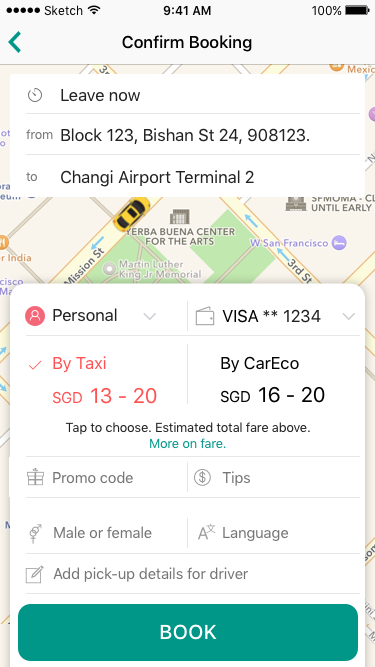 Sketch 9:41 AM 100%
Confirm Booking
Mexico
Leave now
from Block 123, Bishan St 24, 908123.
to Changi Airport Terminal 2
SFMOMA - CL
UNTIL EARLY
YERBA BUENA CENTER
FOR THE ARTS
W San Francisco
er India
Mission St
3rd St
Martin Luther
King Jr Memorial
Personal VISA ** 1234
By Taxi By CarEco
SGD 13 - 20 SGD 16 - 20
Tap to choose. Estimated total fare above.
More on fare.
Promo code Tips
Male or female Language
Add pick-up details for driver
BOOK